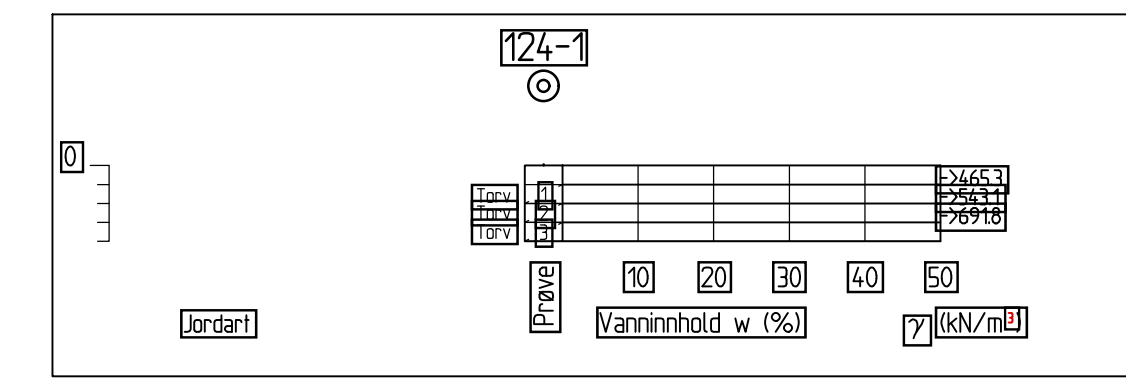 124-1
0
Torv 1 ->465.3
Torv 2 ->543.1
Torv 3 ->691.8
Prøve
10 20 30 40 50
Jordart Vanninnhold w (%) γ (kN/m³)